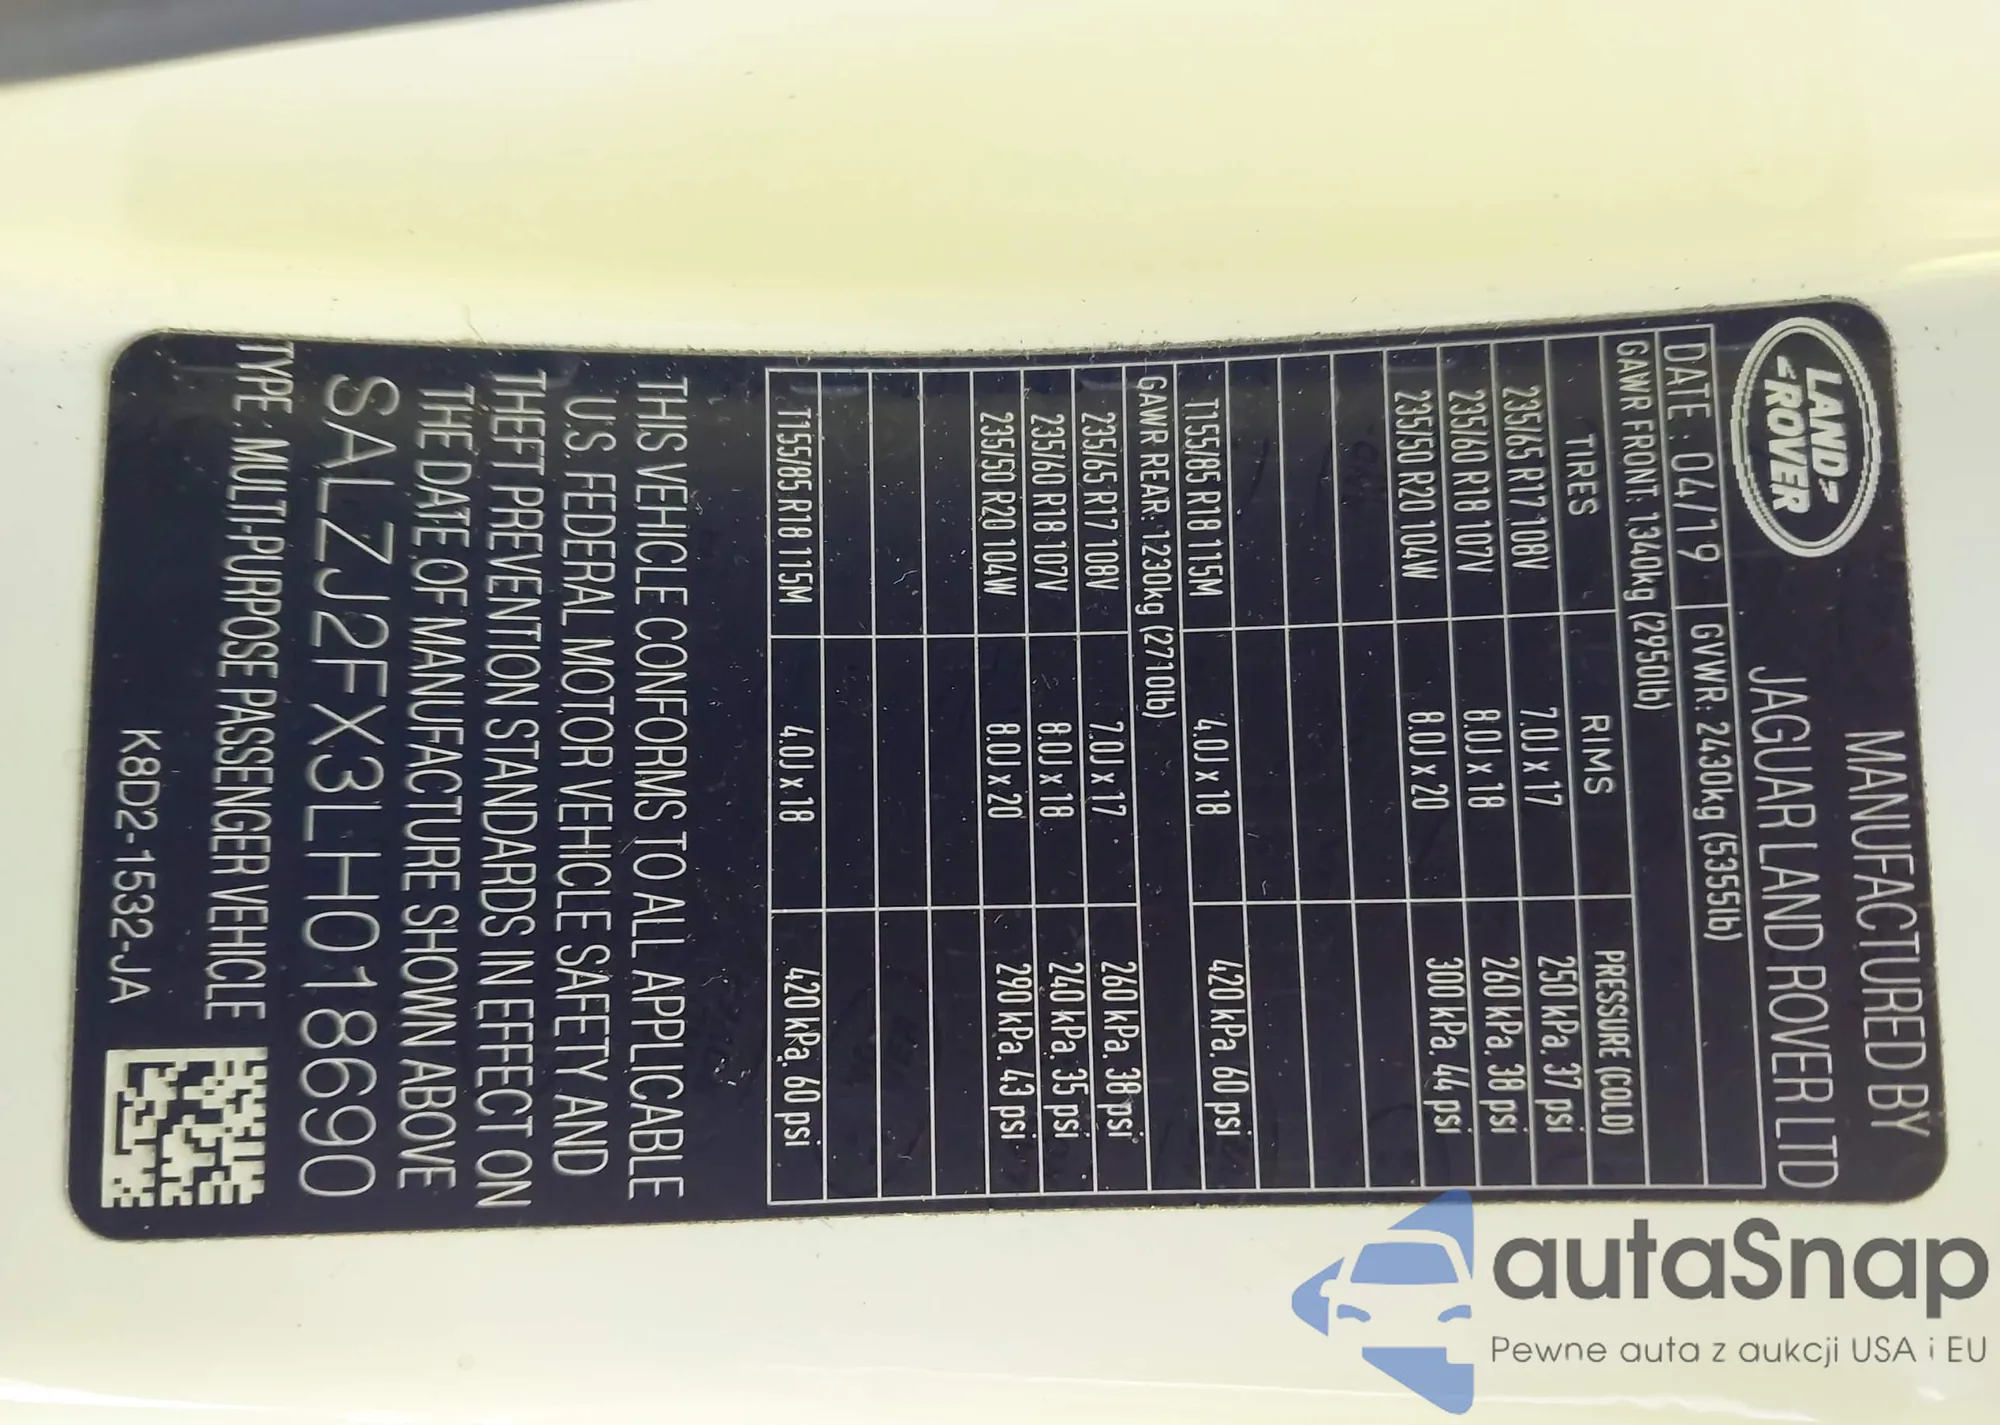 LAND ROVER
MANUFACTURED BY
JAGUAR LAND ROVER LTD
DATE : 04/19 GVWR: 2430kg (5355lb)
GAWR FRONT: 1340kg (2950lb)
TIRES RIMS PRESSURE (COLD)
235/65 R17 108V 7.0J x 17 250 kPa, 37 psi
235/60 R18 107V 8.0J x 18 260 kPa, 38 psi
235/50 R20 104W 8.0J x 20 300 kPa, 44 psi
T155/85 R18 115M 4.0J x 18 420 kPa, 60 psi
GAWR REAR: 1230kg (2710lb)
235/65 R17 108V 7.0J x 17 260 kPa, 38 psi
235/60 R18 107V 8.0J x 18 240 kPa, 35 psi
235/50 R20 104W 8.0J x 20 290 kPa, 43 psi
T155/85 R18 115M 4.0J x 18 420 kPa, 60 psi
THIS VEHICLE CONFORMS TO ALL APPLICABLE
U.S. FEDERAL MOTOR VEHICLE SAFETY AND
THEFT PREVENTION STANDARDS IN EFFECT ON
THE DATE OF MANUFACTURE SHOWN ABOVE
SALZJ2FX3LH018690
TYPE : MULTI-PURPOSE PASSENGER VEHICLE
K8D2-1532-JA
autaSnap
Pewne auta z aukcji USA i EU